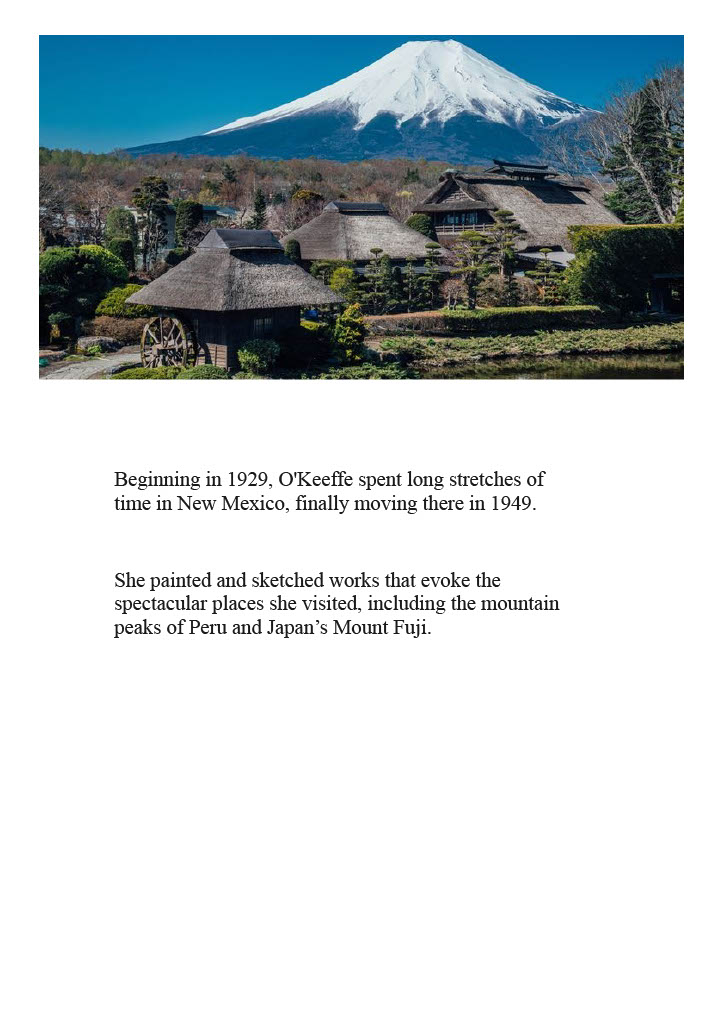 Beginning in 1929, O'Keeffe spent long stretches of
time in New Mexico, finally moving there in 1949.
She painted and sketched works that evoke the
spectacular places she visited, including the mountain
peaks of Peru and Japan’s Mount Fuji.